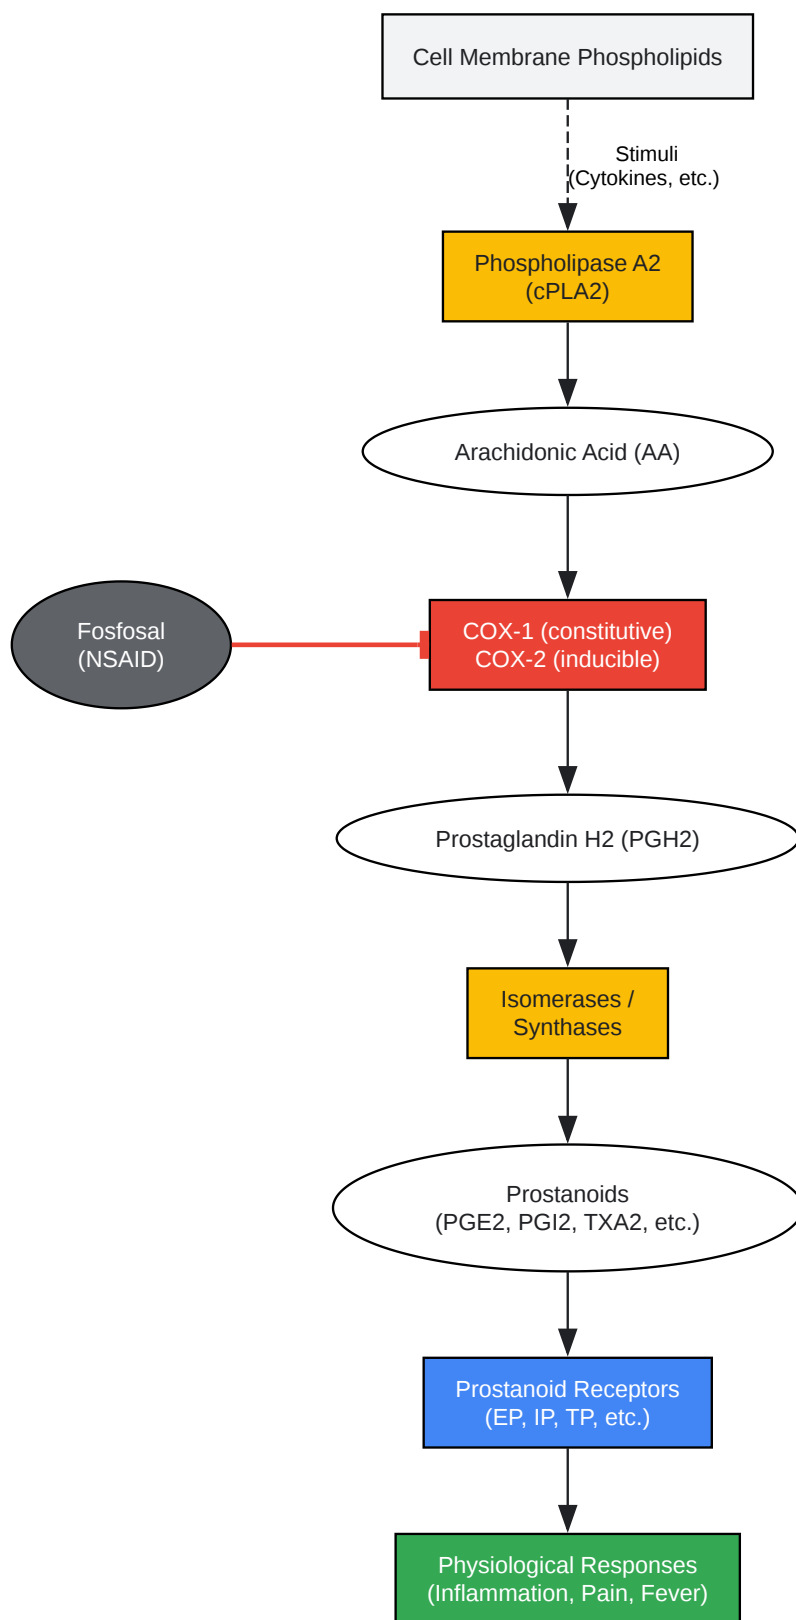 Cell Membrane Phospholipids
Stimuli
(Cytokines, etc.)
Phospholipase A2
(cPLA2)
Arachidonic Acid (AA)
Fosfosal
(NSAID)
COX-1 (constitutive)
COX-2 (inducible)
Prostaglandin H2 (PGH2)
Isomerases /
Synthases
Prostanoids
(PGE2, PGI2, TXA2, etc.)
Prostanoid Receptors
(EP, IP, TP, etc.)
Physiological Responses
(Inflammation, Pain, Fever)